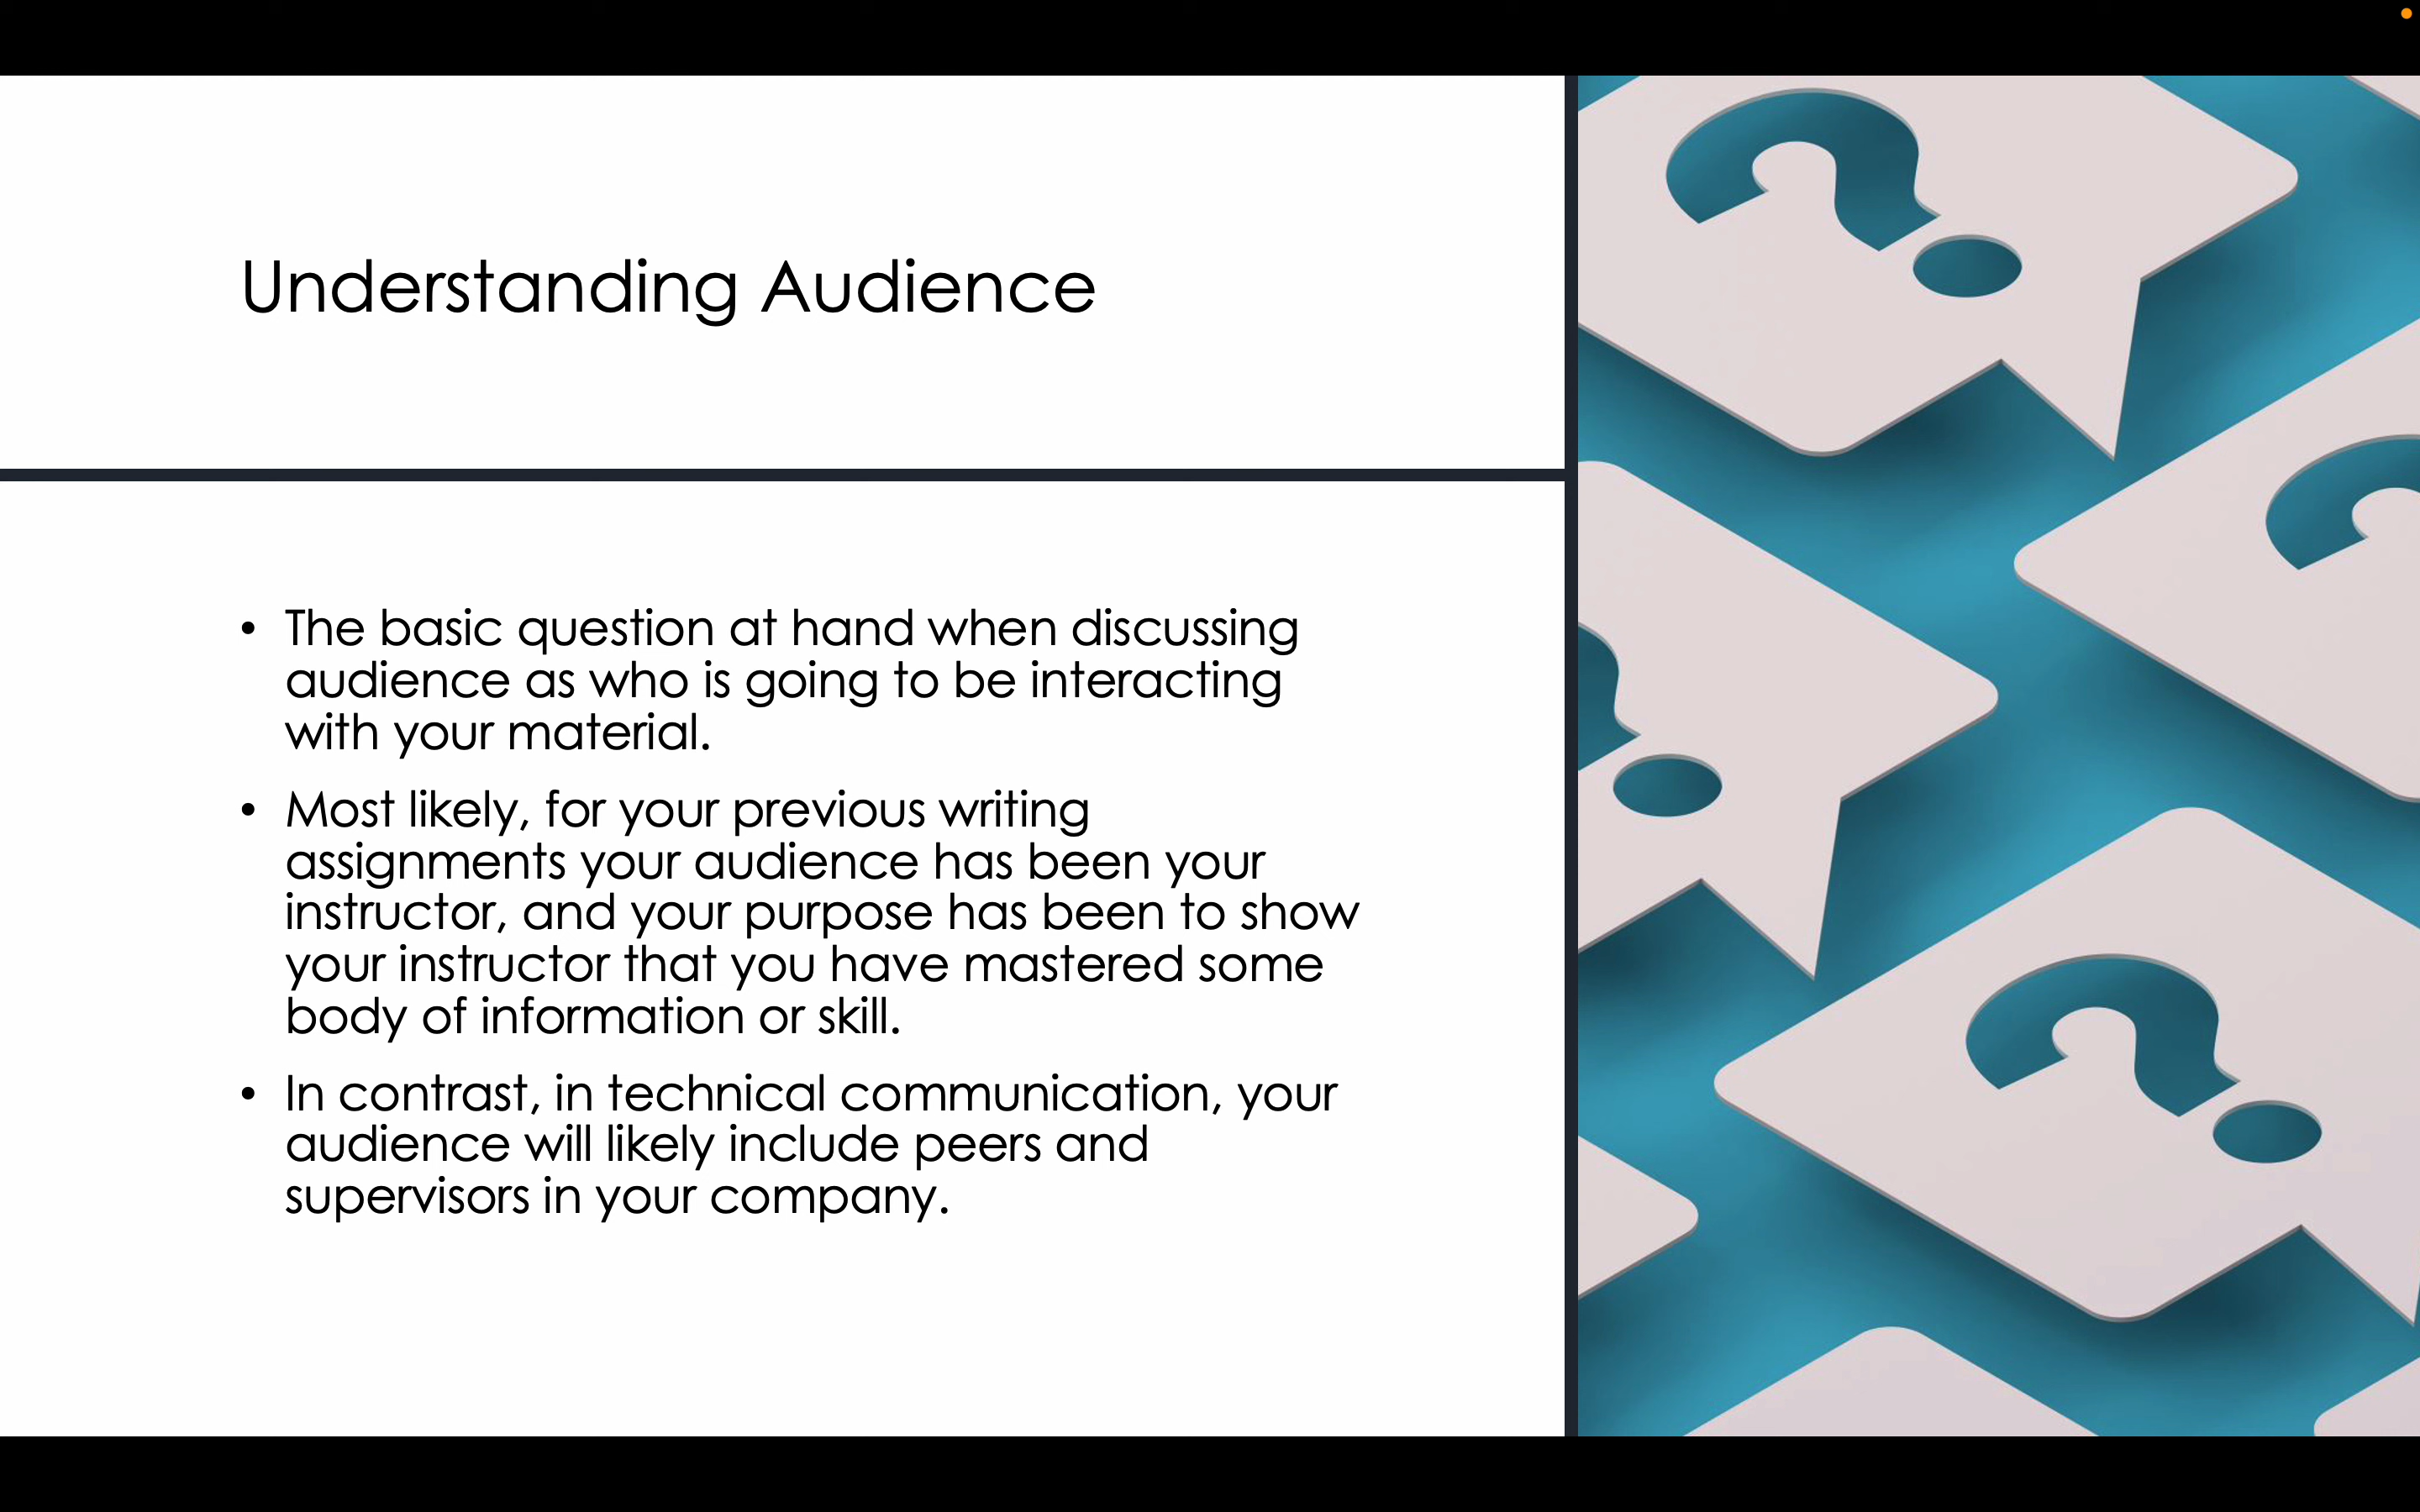 Understanding Audience
• The basic question at hand when discussing
audience as who is going to be interacting
with your material.
• Most likely, for your previous writing
assignments your audience has been your
instructor, and your purpose has been to show
your instructor that you have mastered some
body of information or skill.
• In contrast, in technical communication, your
audience will likely include peers and
supervisors in your company.
?
?
?
?